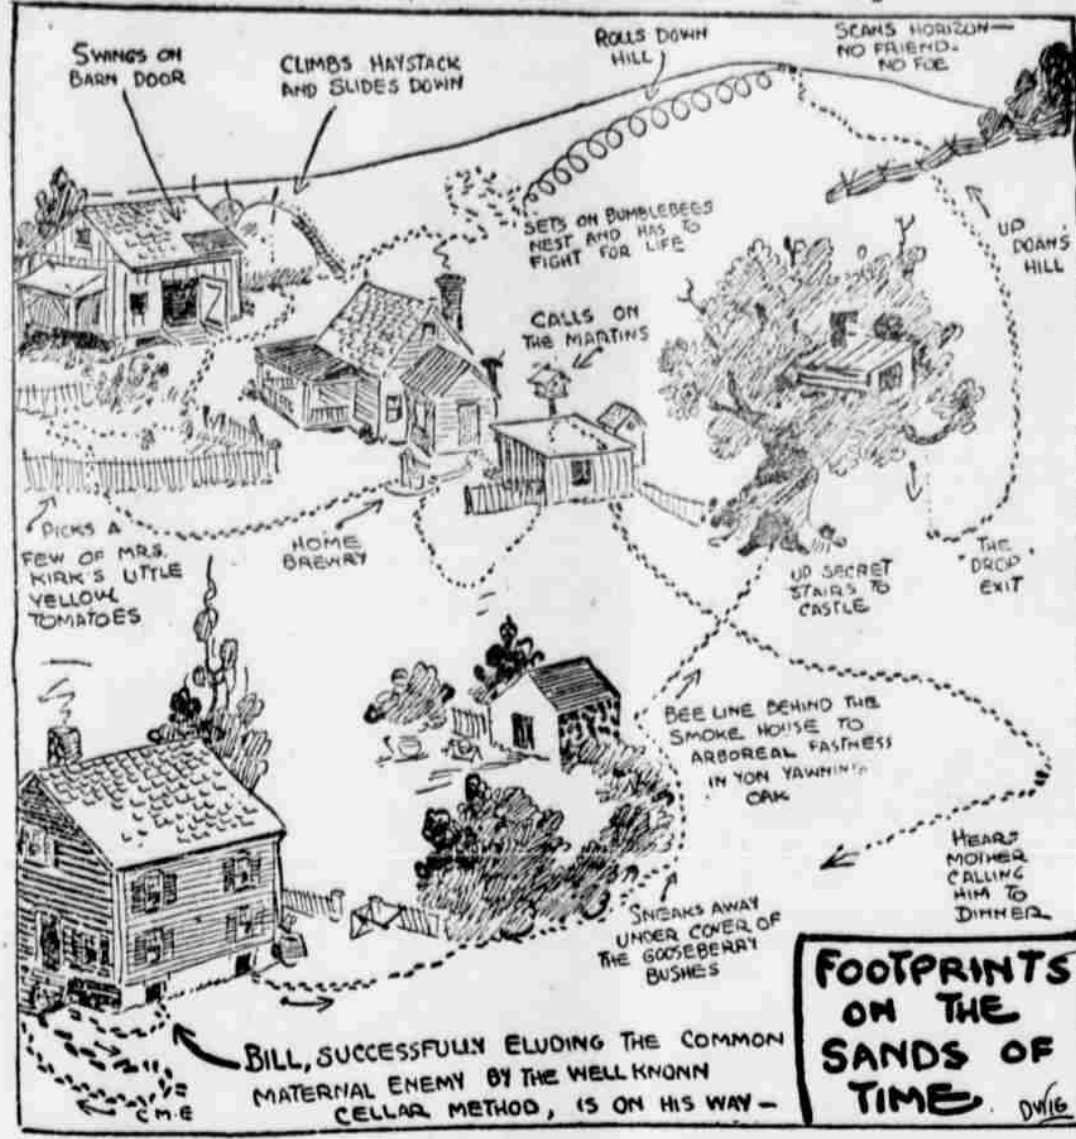 SWINGS ON
BARN DOOR
CLIMBS HAYSTACK
AND SLIDES DOWN
ROLLS DOWN
HILL
SCANS HORIZON—
NO FRIEND-
NO FOE
SETS ON BUMBLEBEES
NEST AND HAS TO
FIGHT FOR LIFE
UP
DOAN'S
HILL
CALLS ON
THE MARTINS
PICKS A
FEW OF MRS.
KIRK'S LITTLE
YELLOW
TOMATOES
HOME
BREWRY
UP SECRET
STAIRS TO
CASTLE
"THE
DROP"
EXIT
BEE LINE BEHIND THE
SMOKE HOUSE TO
ARBOREAL FASTNESS
IN YON YAWNING
OAK
HEARS
MOTHER
CALLING
HIM TO
DINNER
SNEAKS AWAY
UNDER COVER OF
THE GOOSEBERRY
BUSHES
BILL, SUCCESSFULLY ELUDING THE COMMON
MATERNAL ENEMY BY THE WELL KNONN
CELLAR METHOD, IS ON HIS WAY—
C.M.E
FOOTPRINTS
ON THE
SANDS OF
TIME.
DWIG